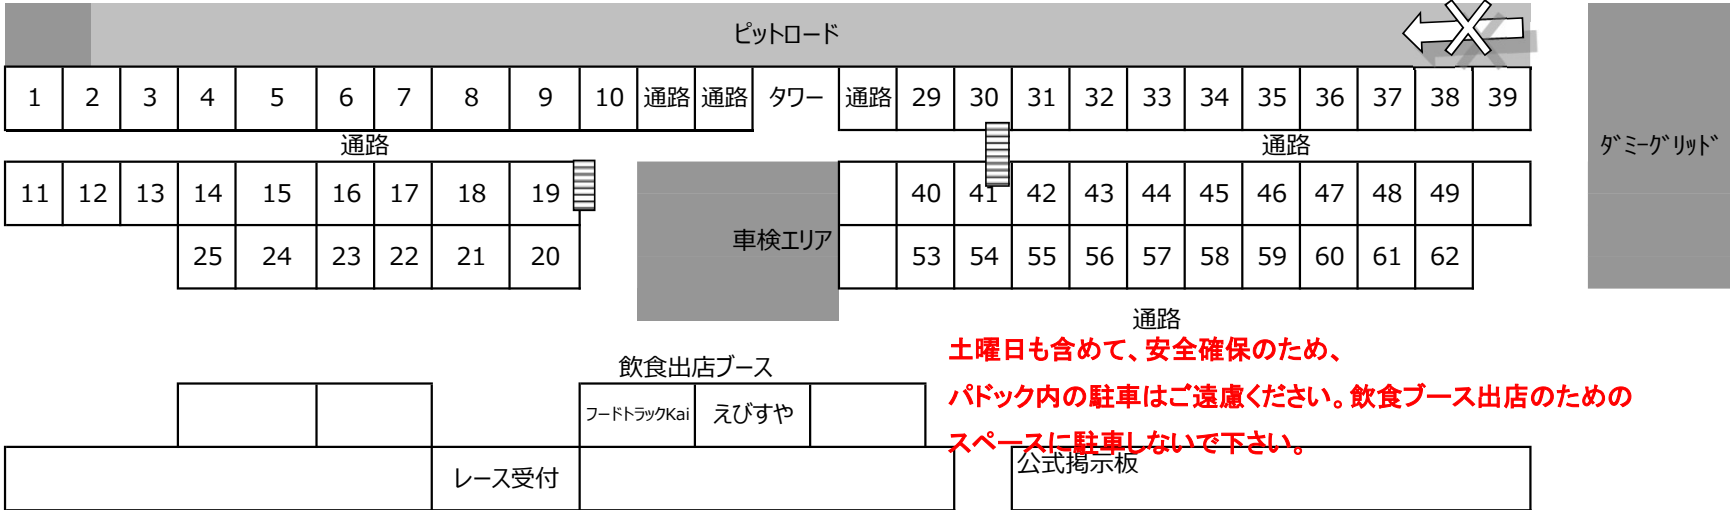 ピットロード
1 2 3 4 5 6 7 8 9 10 通路 通路 タワー 通路 29 30 31 32 33 34 35 36 37 38 39
通路 通路
ダミーグリッド
11 12 13 14 15 16 17 18 19 40 41 42 43 44 45 46 47 48 49
車検エリア
25 24 23 22 21 20 53 54 55 56 57 58 59 60 61 62
通路
土曜日も含めて、安全確保のため、
飲食出店ブース
パドック内の駐車はご遠慮ください。飲食ブース出店のための
フードトラックKai えびすや
スペースに駐車しないで下さい。
レース受付 公式掲示板